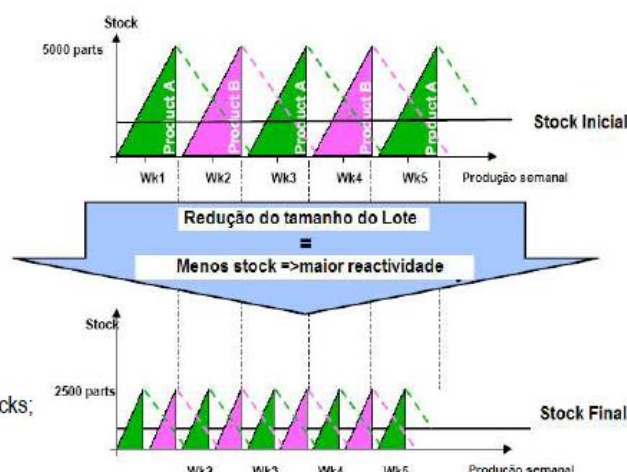 Stock
5000 parts
Product A
Product B
Product A
Product B
Product A
Stock Inicial
Wk1 Wk2 Wk3 Wk4 Wk5 Produção semanal
Redução do tamanho do Lote
=
Menos stock =>maior reactividade
Stock
2500 parts
cks;
Stock Final
Wk3 Wk4 Wk5 Produção semanal